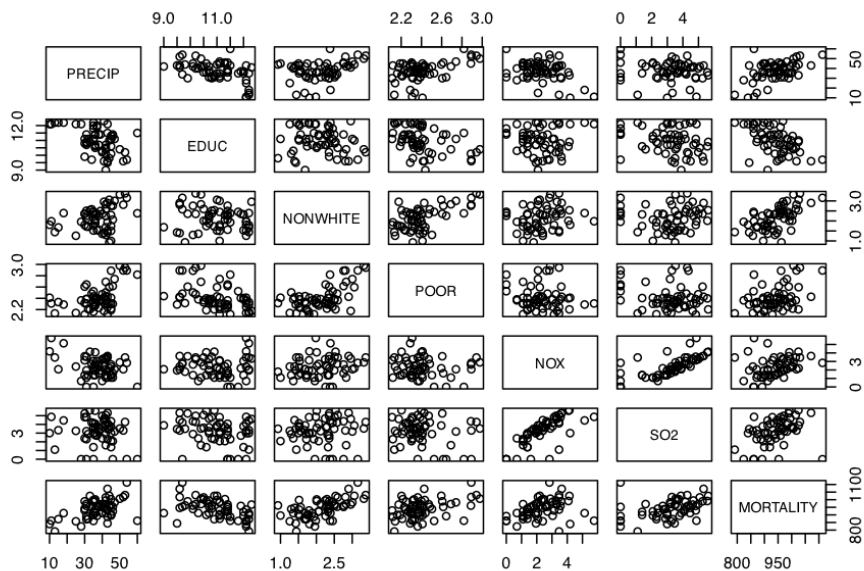 9.0 11.0 2.2 2.6 3.0 0 2 4
PRECIP 10 50
9.0 12.0 EDUC
NONWHITE 1.0 3.0
2.2 3.0 POOR
NOX 0 3
0 3 SO2
MORTALITY 800 1100
10 30 50 1.0 2.5 0 2 4 800 950